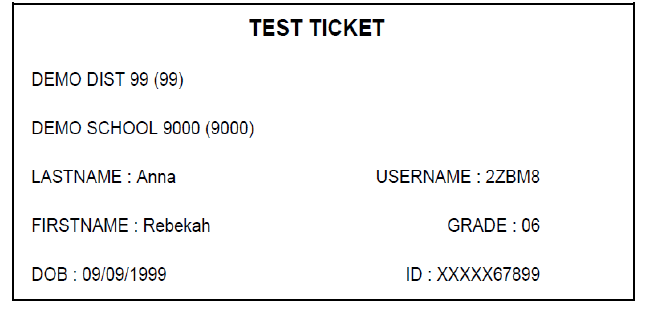 TEST TICKET
DEMO DIST 99 (99)
DEMO SCHOOL 9000 (9000)
LASTNAME : Anna USERNAME : 2ZBM8
FIRSTNAME : Rebekah GRADE : 06
DOB : 09/09/1999 ID : XXXXX67899